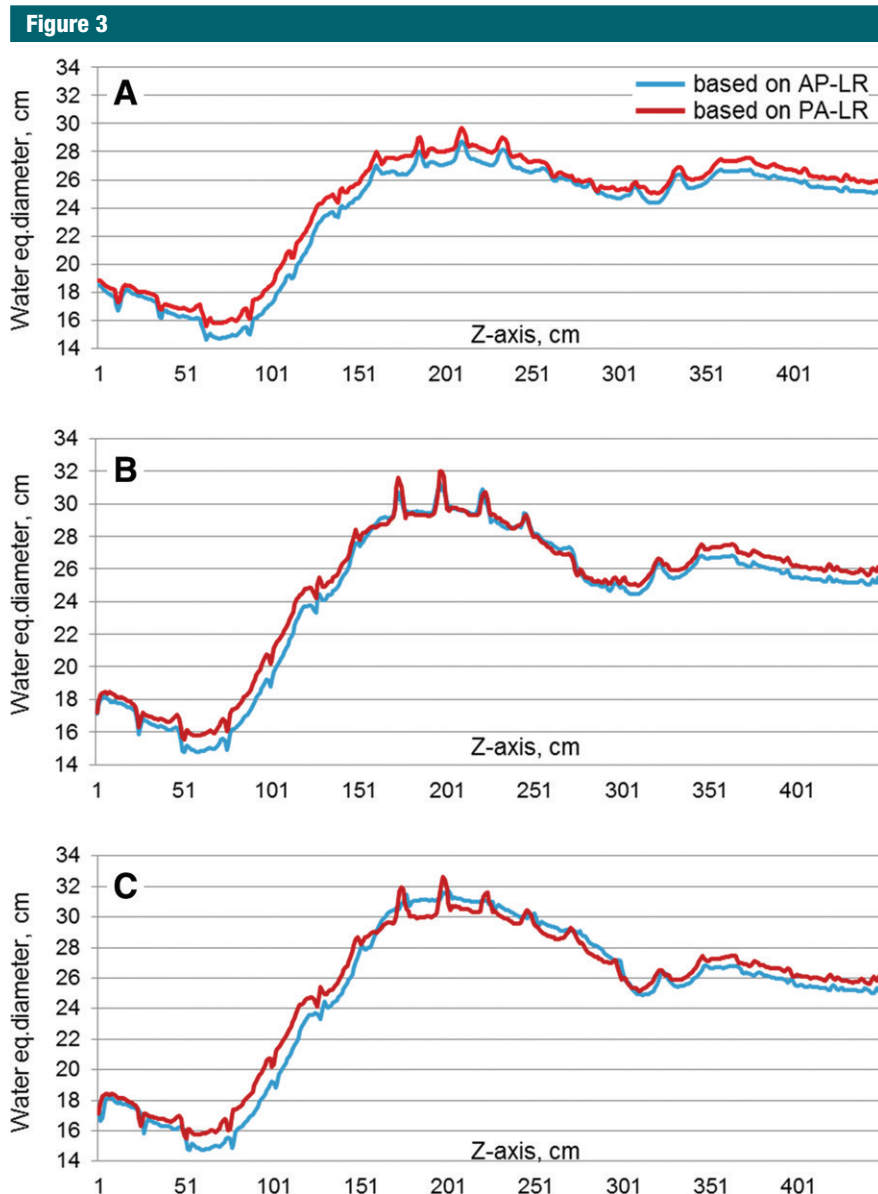 Figure 3
A
based on AP-LR
based on PA-LR
Water eq.diameter, cm
34
32
30
28
26
24
22
20
18
16
14
Z-axis, cm
1 51 101 151 201 251 301 351 401
B
Water eq.diameter, cm
34
32
30
28
26
24
22
20
18
16
14
Z-axis, cm
1 51 101 151 201 251 301 351 401
C
Water eq.diameter, cm
34
32
30
28
26
24
22
20
18
16
14
Z-axis, cm
1 51 101 151 201 251 301 351 401